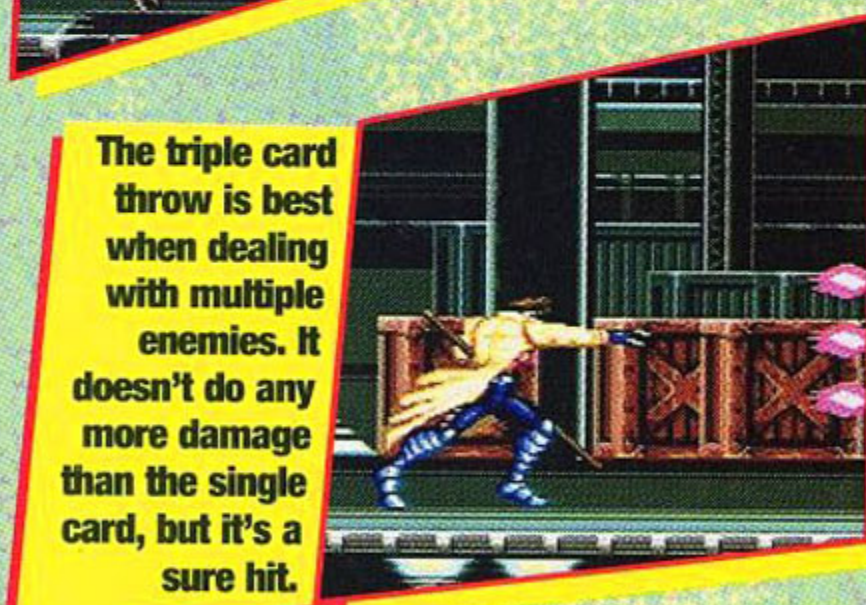 The triple card
throw is best
when dealing
with multiple
enemies. It
doesn't do any
more damage
than the single
card, but it's a
sure hit.